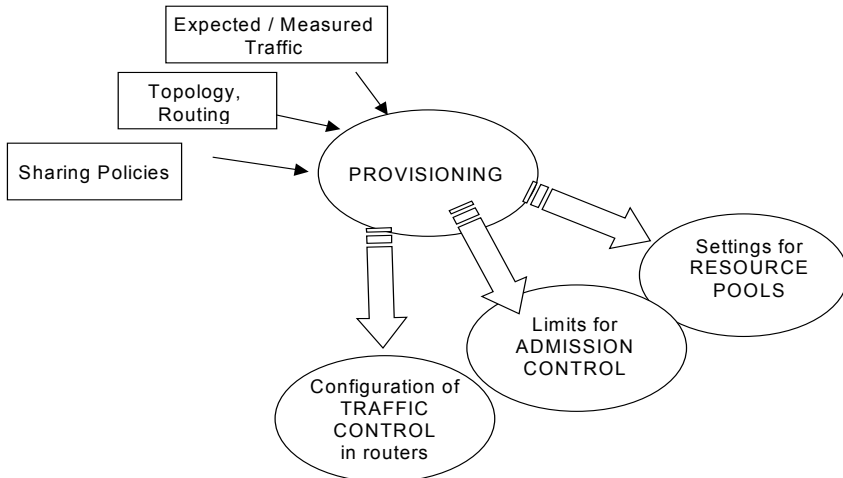 Expected / Measured
Traffic
Topology,
Routing
Sharing Policies
PROVISIONING
Settings for
RESOURCE
POOLS
Limits for
ADMISSION
CONTROL
Configuration of
TRAFFIC
CONTROL
in routers